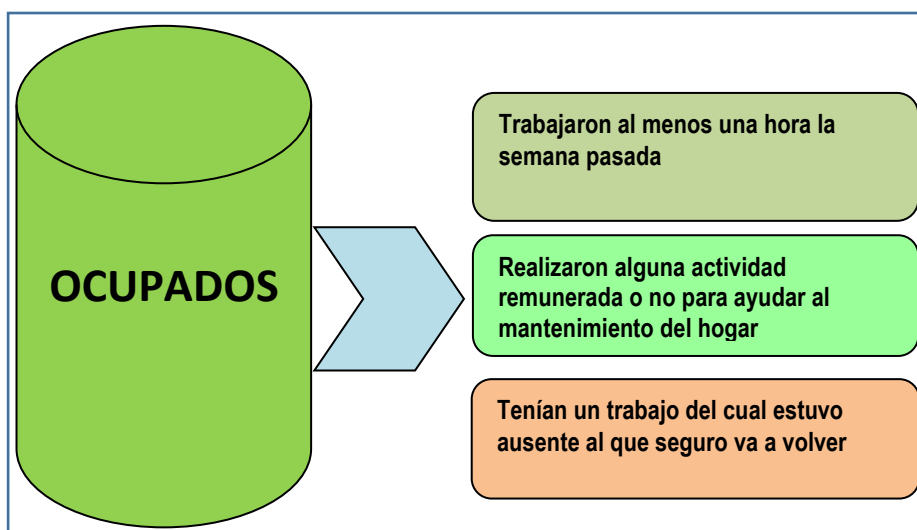 OCUPADOS
Trabajaron al menos una hora la
semana pasada
Realizaron alguna actividad
remunerada o no para ayudar al
mantenimiento del hogar
Tenían un trabajo del cual estuvo
ausente al que seguro va a volver